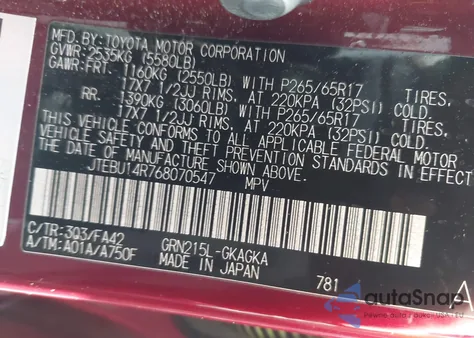 MFD. BY: TOYOTA MOTOR CORPORATION
GVWR: 2535KG (5580LB)
GAWR: FRT. 1160KG (2550LB) WITH P265/65R17 TIRES,
17X7 1/2JJ RIMS, AT 220KPA (32PSI) COLD.
RR. 1390KG (3060LB) WITH P265/65R17 TIRES,
17X7 1/2JJ RIMS, AT 220KPA (32PSI) COLD.
THIS VEHICLE CONFORMS TO ALL APPLICABLE FEDERAL MOTOR
VEHICLE SAFETY AND THEFT PREVENTION STANDARDS IN EFFECT ON
THE DATE OF MANUFACTURE SHOWN ABOVE.
JTEBU14R768070547 MPV
C/TR: 3Q3/FA42 GRN215L-GKAGKA
A/TM: A01A/A750F MADE IN JAPAN 781
A
autoSnap